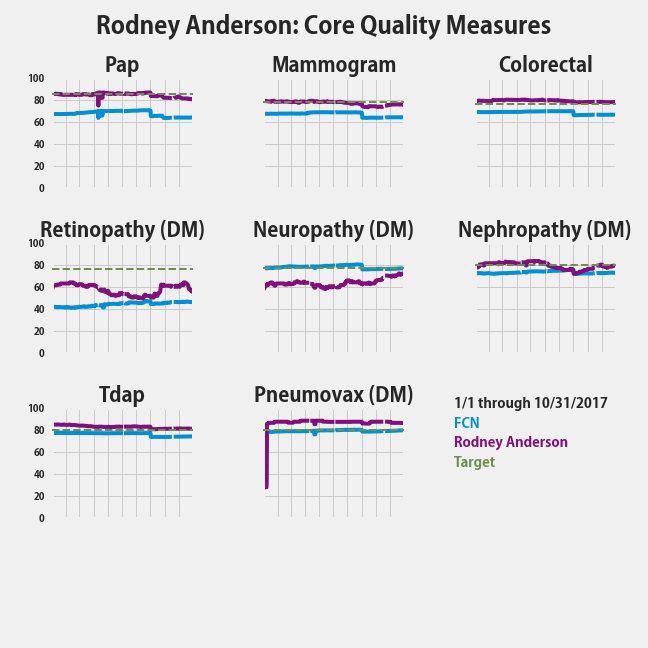 Rodney Anderson: Core Quality Measures
Pap
Mammogram
Colorectal
100
80
60
40
20
0
Retinopathy (DM)
Neuropathy (DM)
Nephropathy (DM)
100
80
60
40
20
0
Tdap
Pneumovax (DM)
100
80
60
40
20
0
1/1 through 10/31/2017
FCN
Rodney Anderson
Target